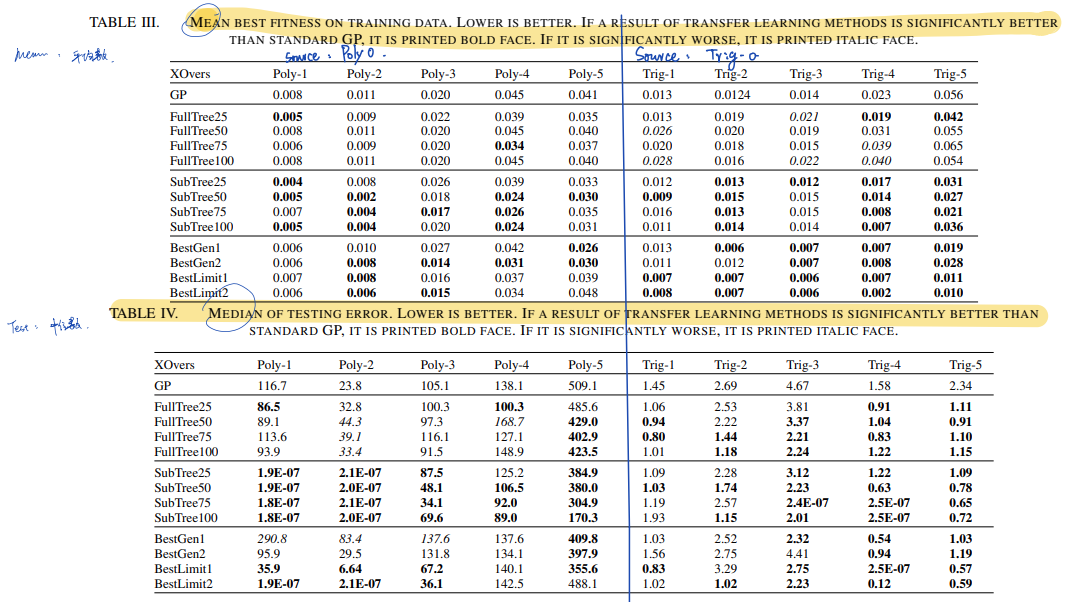 TABLE III. MEAN BEST FITNESS ON TRAINING DATA. LOWER IS BETTER. IF A RESULT OF TRANSFER LEARNING METHODS IS SIGNIFICANTLY BETTER
THAN STANDARD GP, IT IS PRINTED BOLD FACE. IF IT IS SIGNIFICANTLY WORSE, IT IS PRINTED ITALIC FACE.
Mean : 平均数.
Source : Poly 0. Source : Trig-0
XOvers Poly-1 Poly-2 Poly-3 Poly-4 Poly-5 Trig-1 Trig-2 Trig-3 Trig-4 Trig-5
GP 0.008 0.011 0.020 0.045 0.041 0.013 0.0124 0.014 0.023 0.056
FullTree25 0.005 0.009 0.022 0.039 0.035 0.013 0.019 0.021 0.019 0.042
FullTree50 0.008 0.011 0.020 0.045 0.040 0.026 0.020 0.019 0.031 0.055
FullTree75 0.006 0.009 0.020 0.034 0.037 0.020 0.018 0.015 0.039 0.065
FullTree100 0.008 0.011 0.020 0.045 0.040 0.028 0.016 0.022 0.040 0.054
SubTree25 0.004 0.008 0.026 0.039 0.033 0.012 0.013 0.012 0.017 0.031
SubTree50 0.005 0.002 0.018 0.024 0.030 0.009 0.015 0.015 0.014 0.027
SubTree75 0.007 0.004 0.017 0.026 0.035 0.016 0.013 0.015 0.008 0.021
SubTree100 0.005 0.004 0.020 0.024 0.031 0.011 0.014 0.014 0.007 0.036
BestGen1 0.006 0.010 0.027 0.042 0.026 0.013 0.006 0.007 0.007 0.019
BestGen2 0.006 0.008 0.014 0.031 0.030 0.011 0.012 0.007 0.008 0.028
BestLimit1 0.007 0.008 0.016 0.037 0.039 0.007 0.007 0.006 0.007 0.011
BestLimit2 0.006 0.006 0.015 0.034 0.048 0.008 0.007 0.006 0.002 0.010
TABLE IV. MEDIAN OF TESTING ERROR. LOWER IS BETTER. IF A RESULT OF TRANSFER LEARNING METHODS IS SIGNIFICANTLY BETTER THAN
STANDARD GP, IT IS PRINTED BOLD FACE. IF IT IS SIGNIFICANTLY WORSE, IT IS PRINTED ITALIC FACE.
Test : 中位数.
XOvers Poly-1 Poly-2 Poly-3 Poly-4 Poly-5 Trig-1 Trig-2 Trig-3 Trig-4 Trig-5
GP 116.7 23.8 105.1 138.1 509.1 1.45 2.69 4.67 1.58 2.34
FullTree25 86.5 32.8 100.3 100.3 485.6 1.06 2.53 3.81 0.91 1.11
FullTree50 89.1 44.3 97.3 168.7 429.0 0.94 2.22 3.37 1.04 0.91
FullTree75 113.6 39.1 116.1 127.1 402.9 0.80 1.44 2.21 0.83 1.10
FullTree100 93.9 33.4 91.5 148.9 423.5 1.01 1.18 2.24 1.22 1.15
SubTree25 1.9E-07 2.1E-07 87.5 125.2 384.9 1.09 2.28 3.12 1.22 1.09
SubTree50 1.9E-07 2.0E-07 48.1 106.5 380.0 1.03 1.74 2.23 0.63 0.78
SubTree75 1.8E-07 2.1E-07 34.1 92.0 304.9 1.19 2.57 2.4E-07 2.5E-07 0.65
SubTree100 1.8E-07 2.0E-07 69.6 89.0 170.3 1.93 1.15 2.01 2.5E-07 0.72
BestGen1 290.8 83.4 137.6 137.6 409.8 1.03 2.52 2.32 0.54 1.03
BestGen2 95.9 29.5 131.8 134.1 397.9 1.56 2.75 4.41 0.94 1.19
BestLimit1 35.9 6.64 67.2 140.1 355.6 0.83 3.29 2.75 2.5E-07 0.57
BestLimit2 1.9E-07 2.1E-07 36.1 142.5 488.1 1.02 1.02 2.23 0.12 0.59